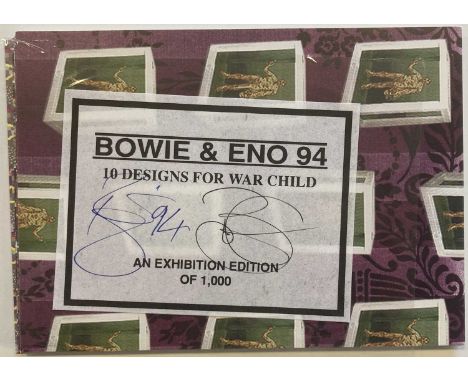 BOWIE & ENO 94
10 DESIGNS FOR WAR CHILD
'94
AN EXHIBITION EDITION
OF 1,000